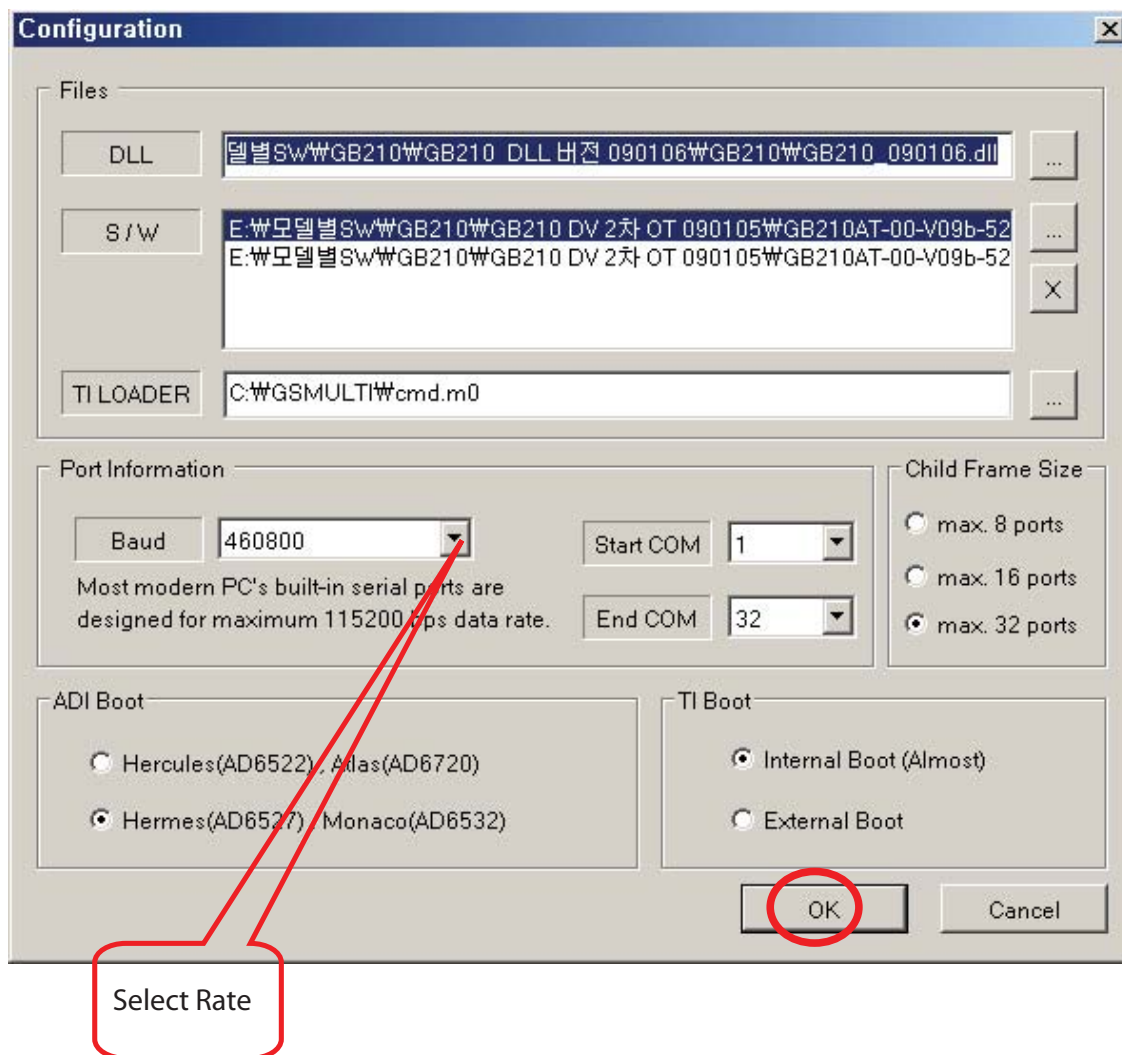 Configuration
Files
DLL
델별SW₩GB210₩GB210 DLL 버전 090106₩GB210₩GB210_090106.dll
...
S / W
E:₩모델별SW₩GB210₩GB210 DV 2차 OT 090105₩GB210AT-00-V09b-52
E:₩모델별SW₩GB210₩GB210 DV 2차 OT 090105₩GB210AT-00-V09b-52
...
X
TI LOADER
C:₩GSMULTI₩cmd.m0
...
Port Information
Baud
460800
Most modern PC's built-in serial ports are
designed for maximum 115200 bps data rate.
Start COM
1
End COM
32
Child Frame Size
max. 8 ports
max. 16 ports
max. 32 ports
ADI Boot
Hercules(AD6522) , Atlas(AD6720)
Hermes(AD6527) , Monaco(AD6532)
TI Boot
Internal Boot (Almost)
External Boot
OK
Cancel
Select Rate